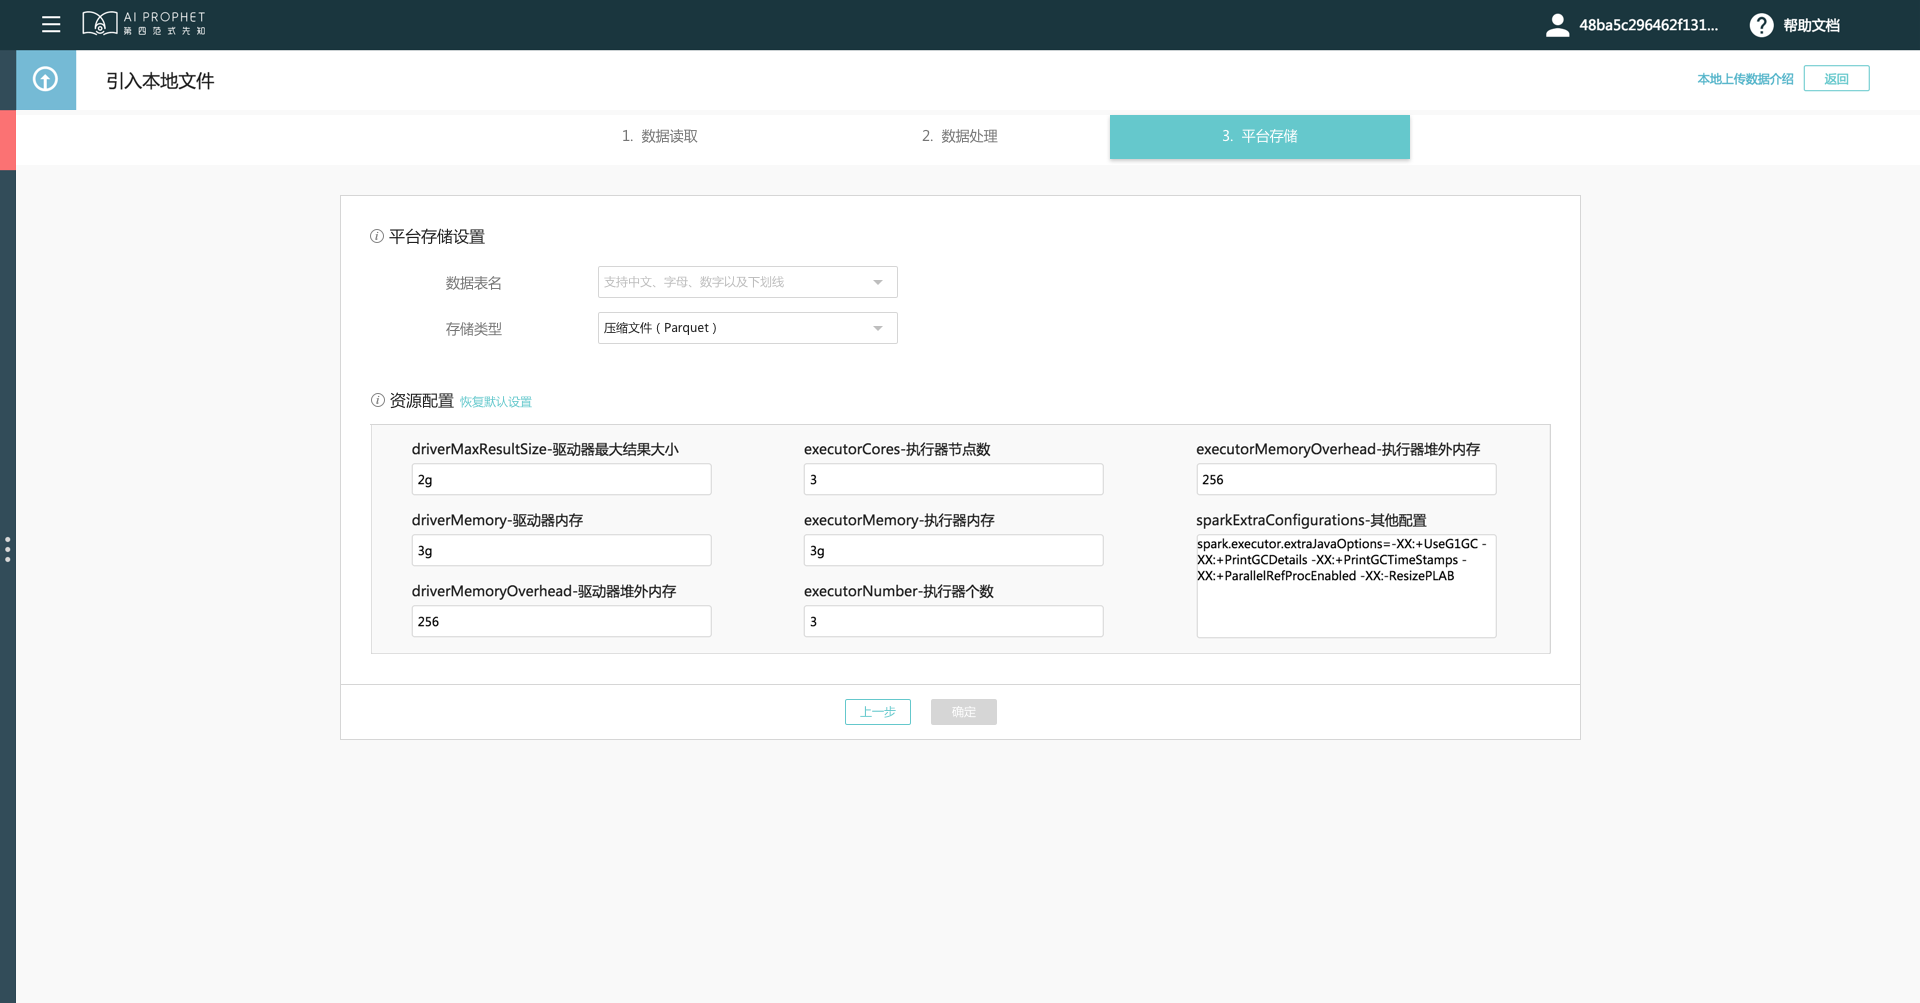 AI PROPHET
第四范式先知
48ba5c296462f131...
帮助文档
引入本地文件
本地上传数据介绍
返回
1. 数据读取
2. 数据处理
3. 平台存储
平台存储设置
数据表名
支持中文、字母、数字以及下划线
存储类型
压缩文件 ( Parquet )
资源配置 恢复默认设置
driverMaxResultSize-驱动器最大结果大小
2g
executorCores-执行器节点数
3
executorMemoryOverhead-执行器堆外内存
256
driverMemory-驱动器内存
3g
executorMemory-执行器内存
3g
sparkExtraConfigurations-其他配置
spark.executor.extraJavaOptions=-XX:+UseG1GC -
XX:+PrintGCDetails -XX:+PrintGCTimeStamps -
XX:+ParallelRefProcEnabled -XX:-ResizePLAB
driverMemoryOverhead-驱动器堆外内存
256
executorNumber-执行器个数
3
上一步
确定